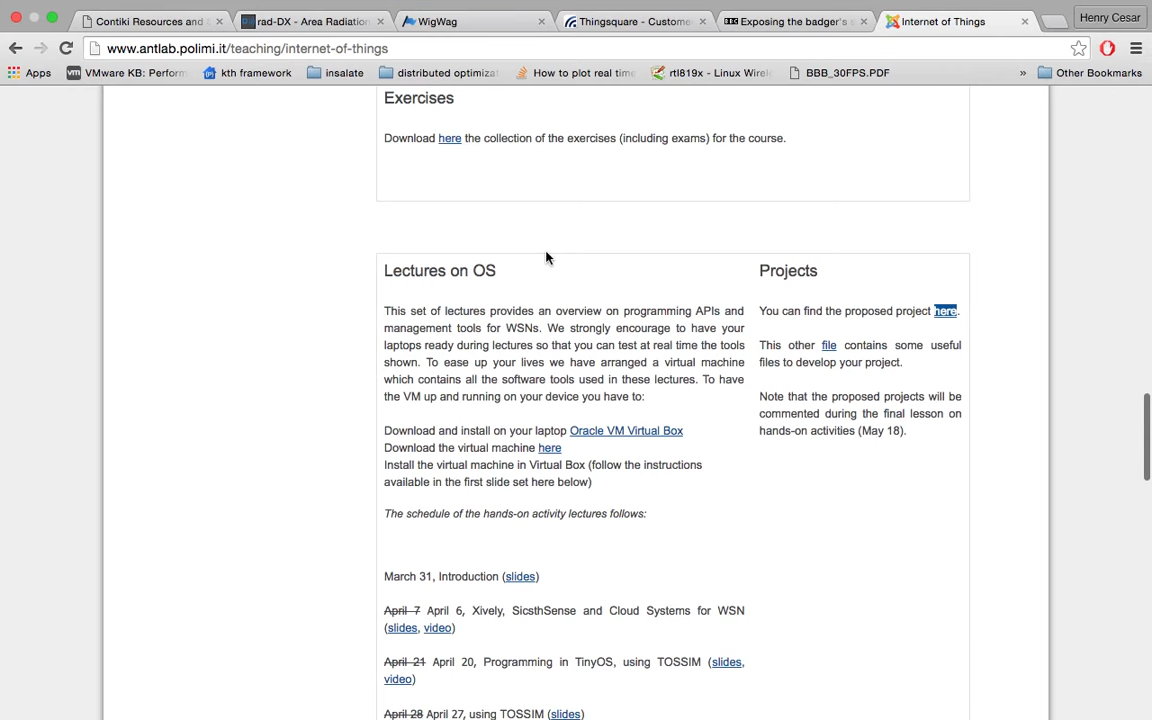 Contiki Resources and
rad-DX - Area Radiation
WigWag
Thingsquare - Custome
Exposing the badger's
Internet of Things
Henry Cesar
www.antlab.polimi.it/teaching/internet-of-things
Apps
VMware KB: Perform
kth framework
insalate
distributed optimizat
How to plot real time
rtl819x - Linux Wirel
BBB_30FPS.PDF
»
Other Bookmarks
Exercises
Download here the collection of the exercises (including exams) for the course.
Lectures on OS
This set of lectures provides an overview on programming APIs and
management tools for WSNs. We strongly encourage to have your
laptops ready during lectures so that you can test at real time the tools
shown. To ease up your lives we have arranged a virtual machine
which contains all the software tools used in these lectures. To have
the VM up and running on your device you have to:
Download and install on your laptop Oracle VM Virtual Box
Download the virtual machine here
Install the virtual machine in Virtual Box (follow the instructions
available in the first slide set here below)
The schedule of the hands-on activity lectures follows:
March 31, Introduction (slides)
April 7 April 6, Xively, SicsthSense and Cloud Systems for WSN
(slides, video)
April 21 April 20, Programming in TinyOS, using TOSSIM (slides,
video)
April 28 April 27, using TOSSIM (slides)
Projects
You can find the proposed project here.
This other file contains some useful
files to develop your project.
Note that the proposed projects will be
commented during the final lesson on
hands-on activities (May 18).